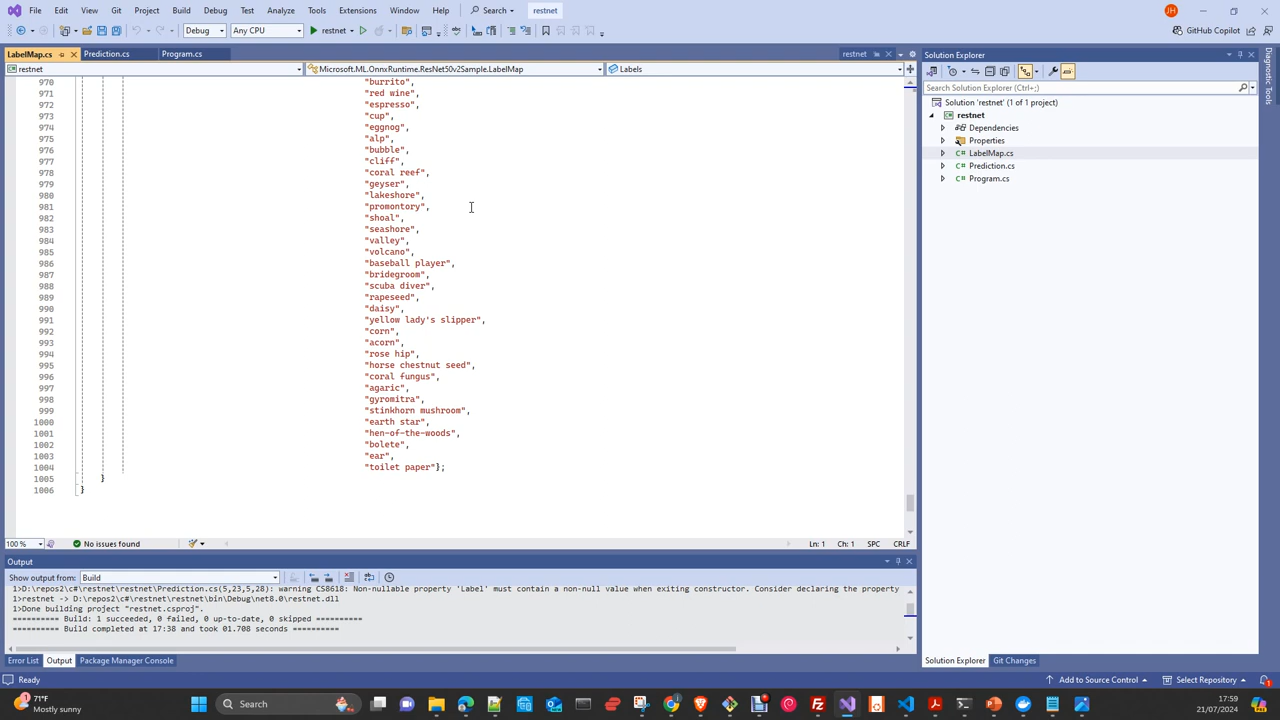 File Edit View Git Project Build Debug Test Analyze Tools Extensions Window Help Search restnet JH
Debug Any CPU restnet GitHub Copilot
LabelMap.cs Prediction.cs Program.cs restnet
restnet Microsoft.ML.OnnxRuntime.ResNet50v2Sample.LabelMap Labels
970 "burrito",
971 "red wine",
972 "espresso",
973 "cup",
974 "eggnog",
975 "alp",
976 "bubble",
977 "cliff",
978 "coral reef",
979 "geyser",
980 "lakeshore",
981 "promontory",
982 "shoal",
983 "seashore",
984 "valley",
985 "volcano",
986 "baseball player",
987 "bridegroom",
988 "scuba diver",
989 "rapeseed",
990 "daisy",
991 "yellow lady's slipper",
992 "corn",
993 "acorn",
994 "rose hip",
995 "horse chestnut seed",
996 "coral fungus",
997 "agaric",
998 "gyromitra",
999 "stinkhorn mushroom",
1000 "earth star",
1001 "hen-of-the-woods",
1002 "bolete",
1003 "ear",
1004 "toilet paper"};
1005 }
1006 }
100 % No issues found Ln: 1 Ch: 1 SPC CRLF
Output
Show output from: Build
1>D:\repos2\c#\restnet\restnet\Prediction.cs(5,23,5,28): warning CS8618: Non-nullable property 'Label' must contain a non-null value when exiting constructor. Consider declaring the property
1>restnet -> D:\repos2\c#\restnet\restnet\bin\Debug\net8.0\restnet.dll
1>Done building project "restnet.csproj".
========== Build: 1 succeeded, 0 failed, 0 up-to-date, 0 skipped ==========
========== Build completed at 17:38 and took 01.708 seconds ==========
Error List Output Package Manager Console
Solution Explorer
Search Solution Explorer (Ctrl+;)
Solution 'restnet' (1 of 1 project)
restnet
Dependencies
Properties
C# LabelMap.cs
C# Prediction.cs
C# Program.cs
Solution Explorer Git Changes
Diagnostic Tools
Ready Add to Source Control Select Repository 1
1 71°F
Mostly sunny
Search
17:59
21/07/2024